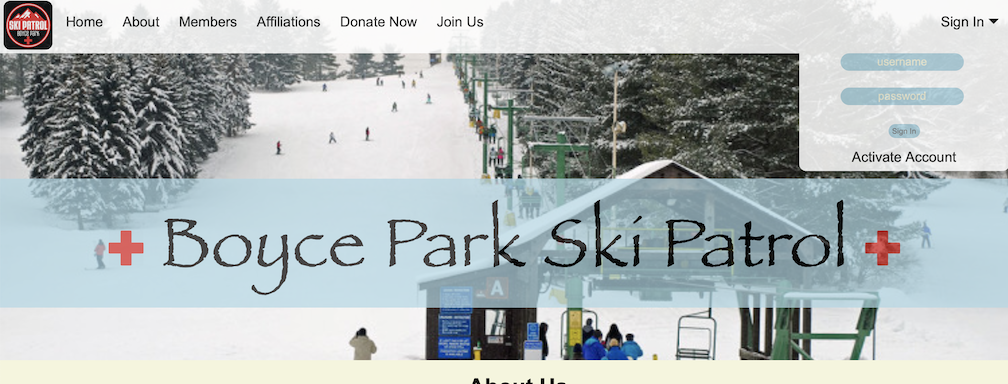 SKI PATROL
BOYCE PARK
Home About Members Affiliations Donate Now Join Us Sign In
username
password
Sign In
Activate Account
Boyce Park Ski Patrol
A
About Us